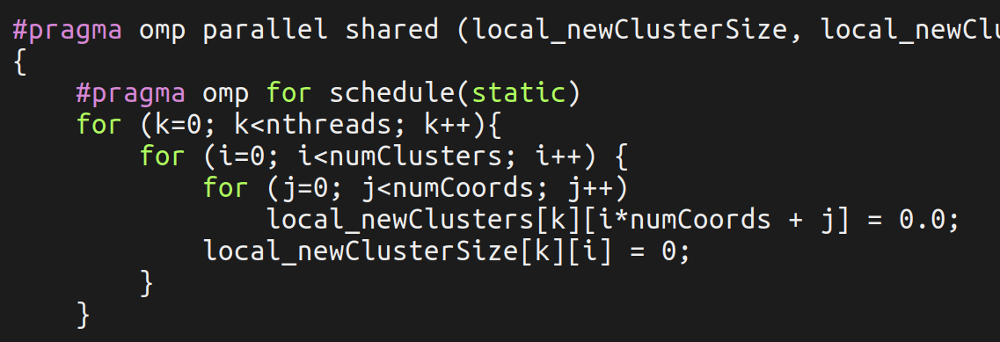 #pragma omp parallel shared (local_newClusterSize, local_newClu
{
    #pragma omp for schedule(static)
    for (k=0; k<nthreads; k++){
        for (i=0; i<numClusters; i++) {
            for (j=0; j<numCoords; j++)
                local_newClusters[k][i*numCoords + j] = 0.0;
            local_newClusterSize[k][i] = 0;
        }
    }